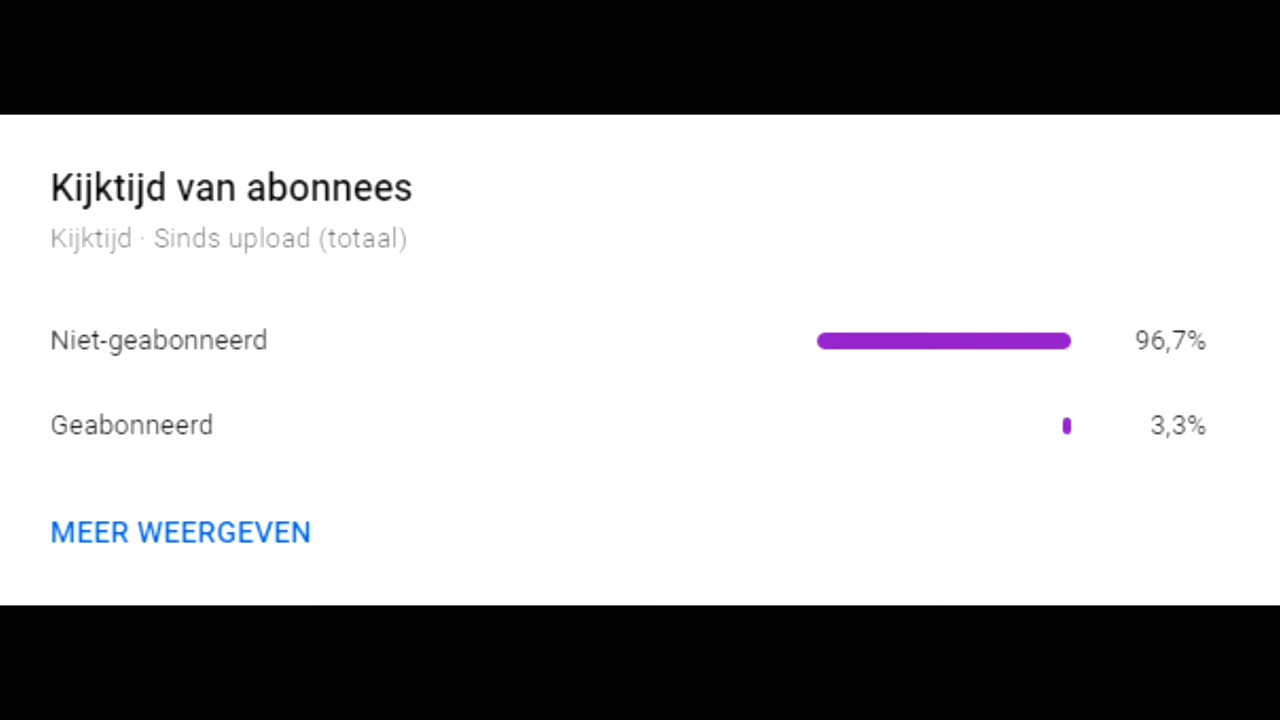 Kijktijd van abonnees
Kijktijd · Sinds upload (totaal)
Niet-geabonneerd 96,7%
Geabonneerd 3,3%
MEER WEERGEVEN